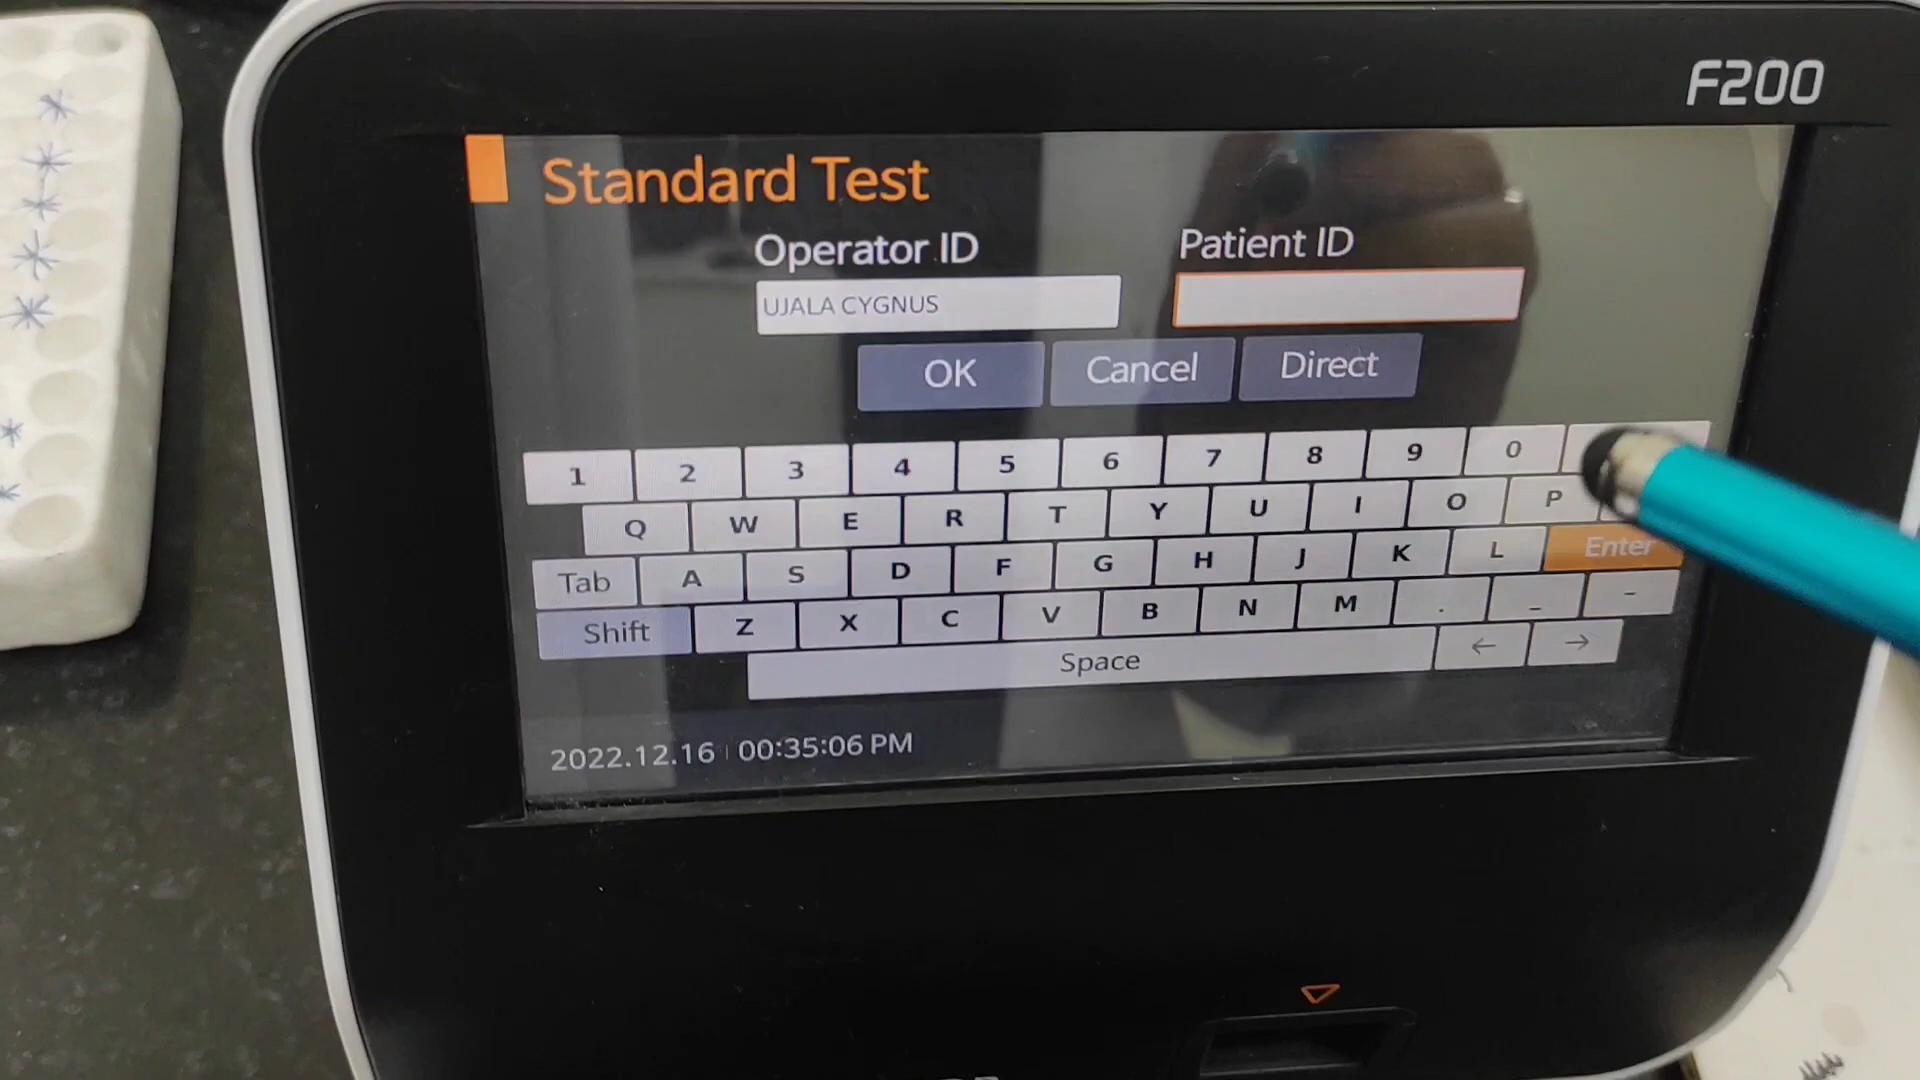 F200
Standard Test
Operator ID
Patient ID
UJALA CYGNUS
OK
Cancel
Direct
1 2 3 4 5 6 7 8 9 0
Q W E R T Y U I O P
Tab A S D F G H J K L Enter
Shift Z X C V B N M . _ -
Space ← →
2022.12.16 00:35:06 PM